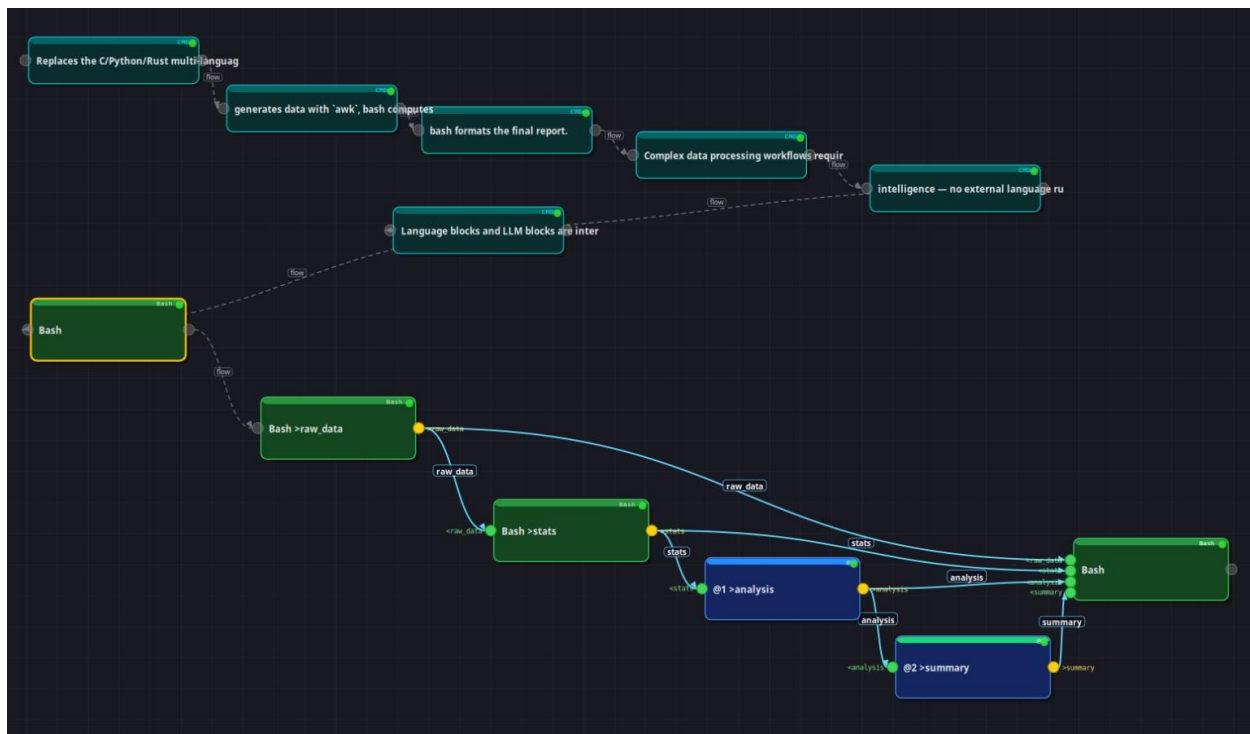 CMD
Replaces the C/Python/Rust multi-languag
flow
CMD
generates data with `awk`, bash computes
CMD
bash formats the final report.
flow
CMD
Complex data processing workflows requir
flow
CMD
intelligence — no external language ru
flow
CMD
Language blocks and LLM blocks are inter
flow
Bash
Bash
flow
Bash
Bash >raw_data
>raw_data
raw_data
raw_data
Bash
<raw_data
Bash >stats
>stats
stats
stats
<stats
@1 >analysis
>analysis
analysis
analysis
Bash
Bash
<raw_data
<stats
<analysis
<summary
summary
<analysis
@2 >summary
>summary